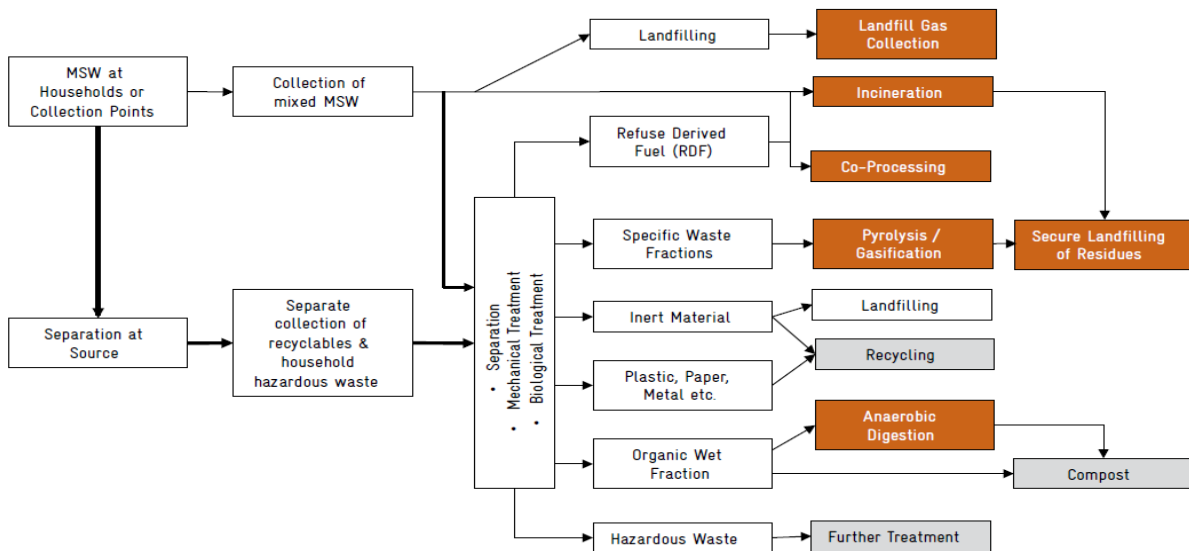 Landfilling
Landfill Gas
Collection
MSW at
Households or
Collection Points
Collection of
mixed MSW
Incineration
Refuse Derived
Fuel (RDF)
Co-Processing
Specific Waste
Fractions
Pyrolysis /
Gasification
Secure Landfilling
of Residues
Separation at
Source
Separate
collection of
recyclables &
household
hazardous waste
• Separation
• Mechanical Treatment
• Biological Treatment
Inert Material
Landfilling
Recycling
Plastic, Paper,
Metal etc.
Anaerobic
Digestion
Organic Wet
Fraction
Compost
Hazardous Waste
Further Treatment